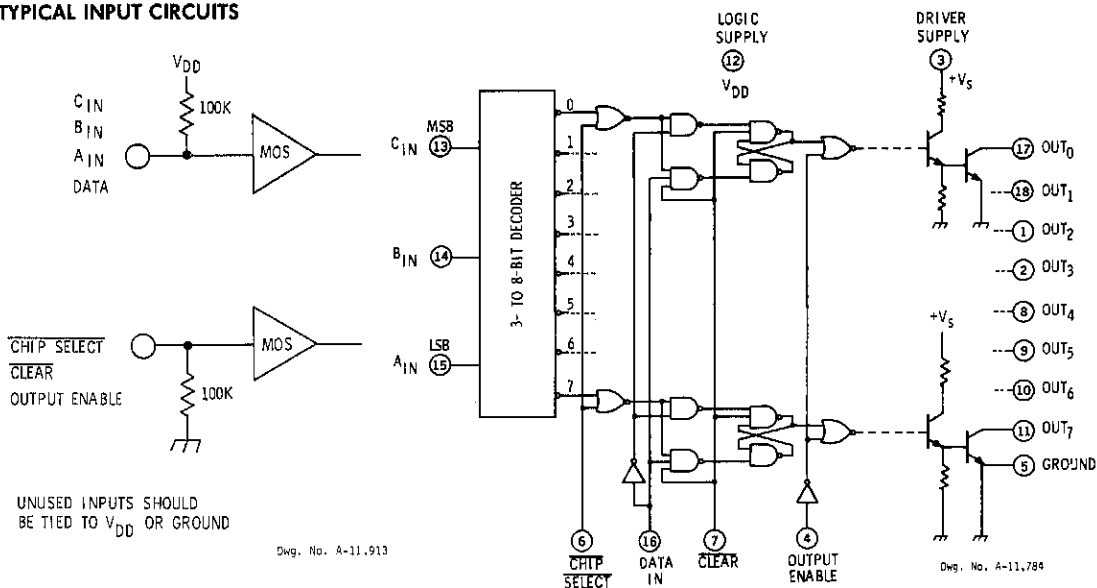 TYPICAL INPUT CIRCUITS
VDD
100K
CIN
BIN
AIN
DATA
MOS
CHIP SELECT
CLEAR
OUTPUT ENABLE
MOS
100K
UNUSED INPUTS SHOULD
BE TIED TO VDD OR GROUND
Dwg. No. A-11,913
LOGIC
SUPPLY
12
VDD
DRIVER
SUPPLY
3
+VS
CIN MSB 13
BIN 14
AIN LSB 15
3- TO 8-BIT DECODER
0
1
2
3
4
5
6
7
17 OUT0
18 OUT1
1 OUT2
2 OUT3
8 OUT4
9 OUT5
10 OUT6
11 OUT7
5 GROUND
+VS
6
CHIP
SELECT
16
DATA
IN
7
CLEAR
4
OUTPUT
ENABLE
Dwg. No. A-11,784